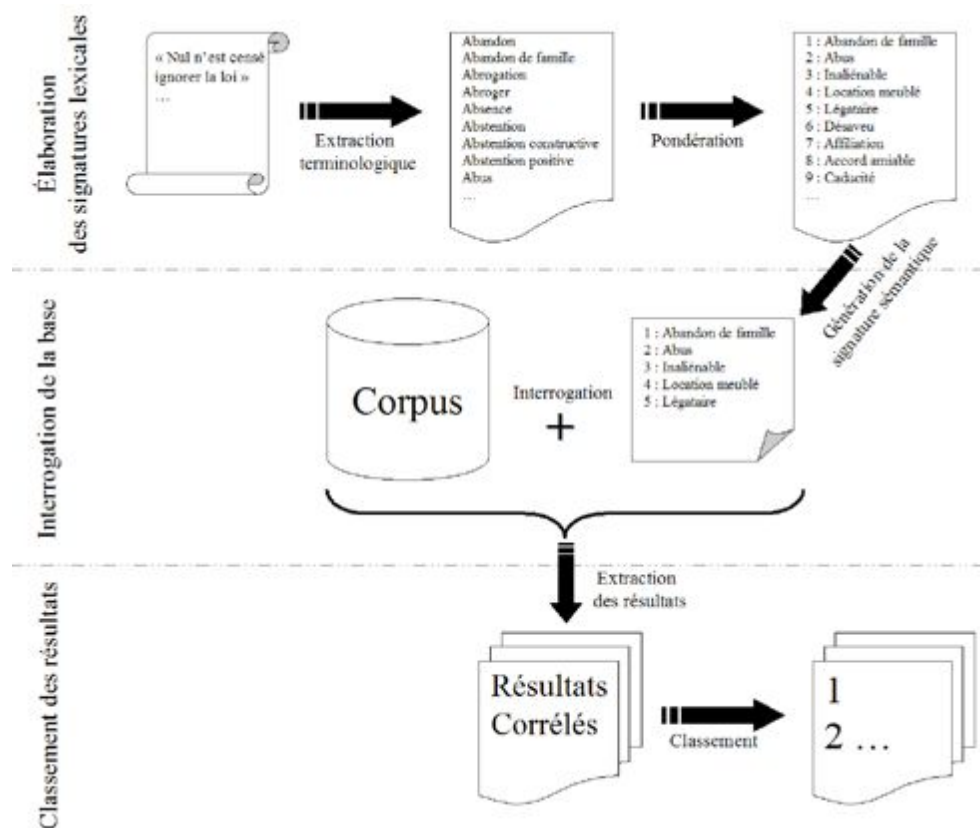 Élaboration
des signatures lexicales
« Nul n'est censé
ignorer la loi »
…
Extraction
terminologique
Abandon
Abandon de famille
Abrogation
Abroger
Absence
Abstention
Abstention constructive
Abstention positive
Abus
…
Pondération
1 : Abandon de famille
2 : Abus
3 : Inaliénable
4 : Location meublé
5 : Légataire
6 : Désaveu
7 : Affiliation
8 : Accord amiable
9 : Caducité
…
Génération de la
signature sémantique
Interrogation de la base
Corpus
Interrogation
+
1 : Abandon de famille
2 : Abus
3 : Inaliénable
4 : Location meublé
5 : Légataire
Extraction
des résultats
Classement des résultats
Résultats
Corrélés
Classement
1
2 …